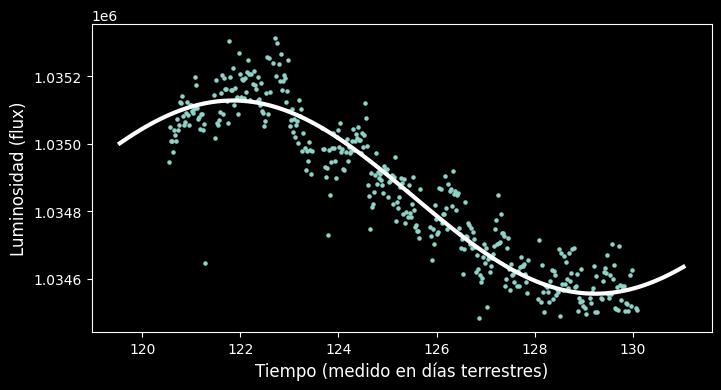 1e6
Luminosidad (flux)
1.0352
1.0350
1.0348
1.0346
120 122 124 126 128 130
Tiempo (medido en días terrestres)